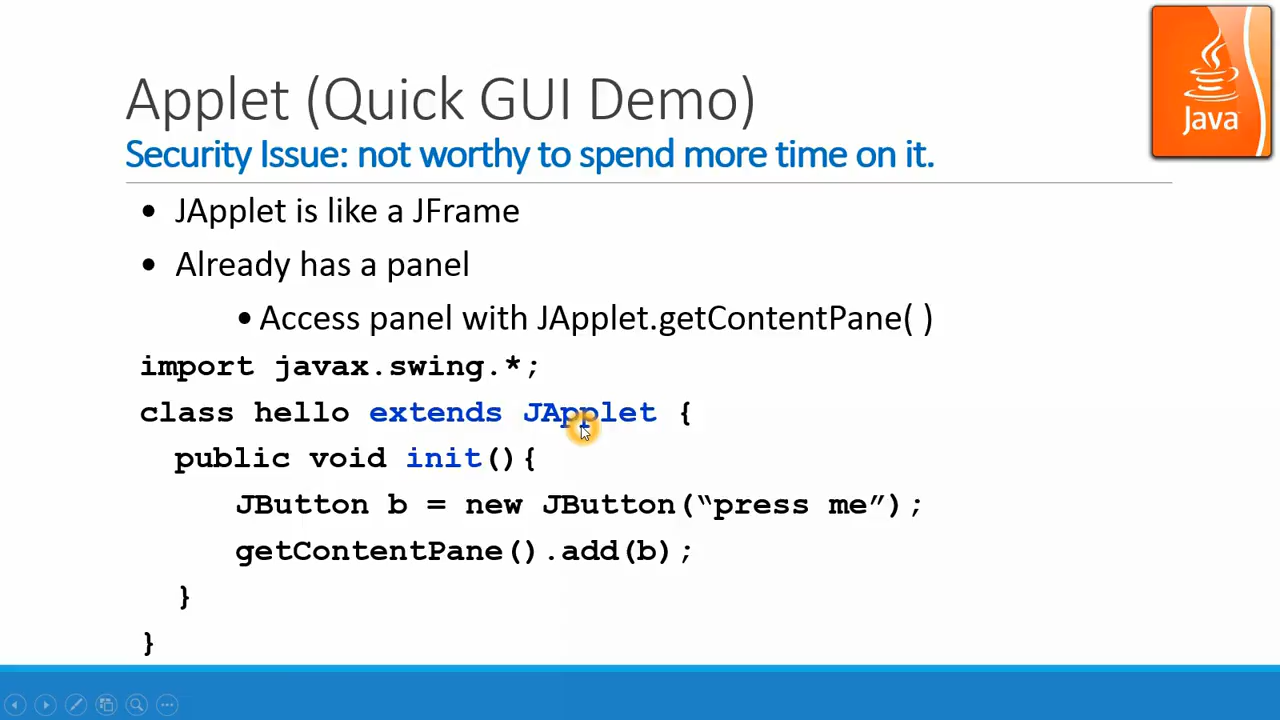 Java
Applet (Quick GUI Demo)
Security Issue: not worthy to spend more time on it.
• JApplet is like a JFrame
• Already has a panel
• Access panel with JApplet.getContentPane( )
import javax.swing.*;
class hello extends JApplet {
public void init(){
JButton b = new JButton(“press me”);
getContentPane().add(b);
}
}